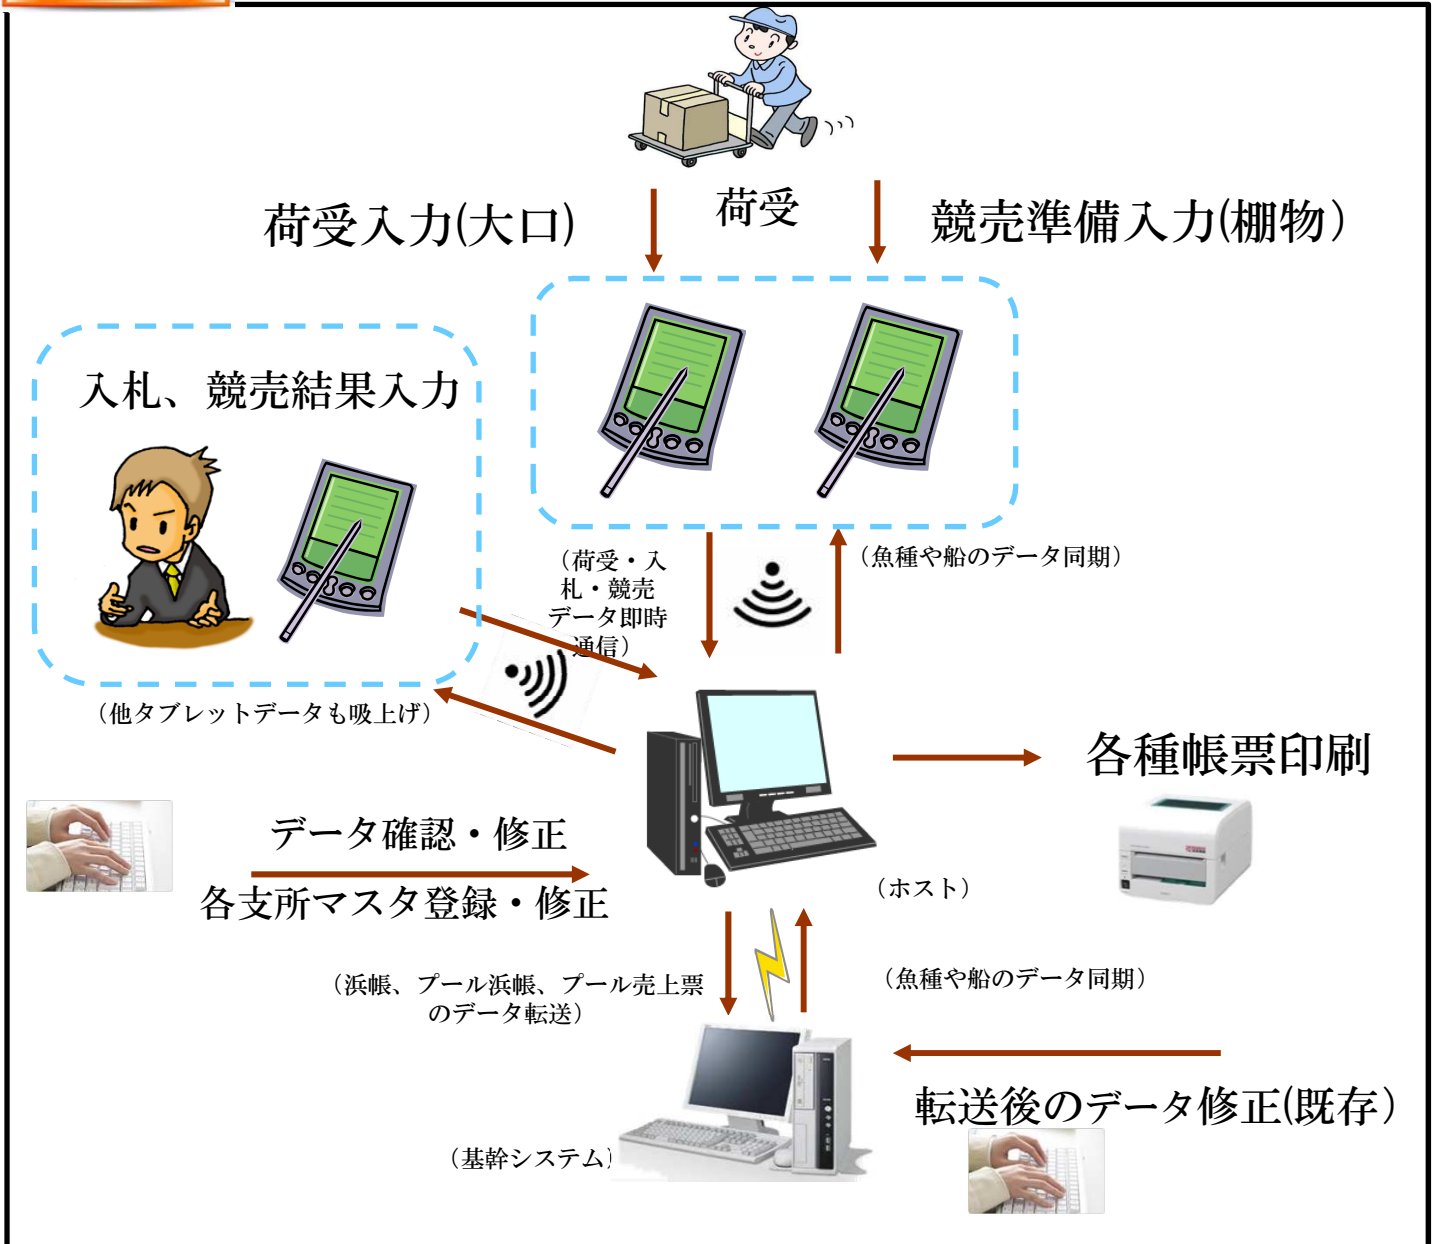 荷受
荷受入力(大口)
競売準備入力(棚物）
入札、競売結果入力
（荷受・入
札・競売
データ即時
通信）
（魚種や船のデータ同期）
（他タブレットデータも吸上げ）
各種帳票印刷
データ確認・修正
各支所マスタ登録・修正
（ホスト）
（浜帳、プール浜帳、プール売上票
のデータ転送）
（魚種や船のデータ同期）
転送後のデータ修正(既存）
（基幹システム）